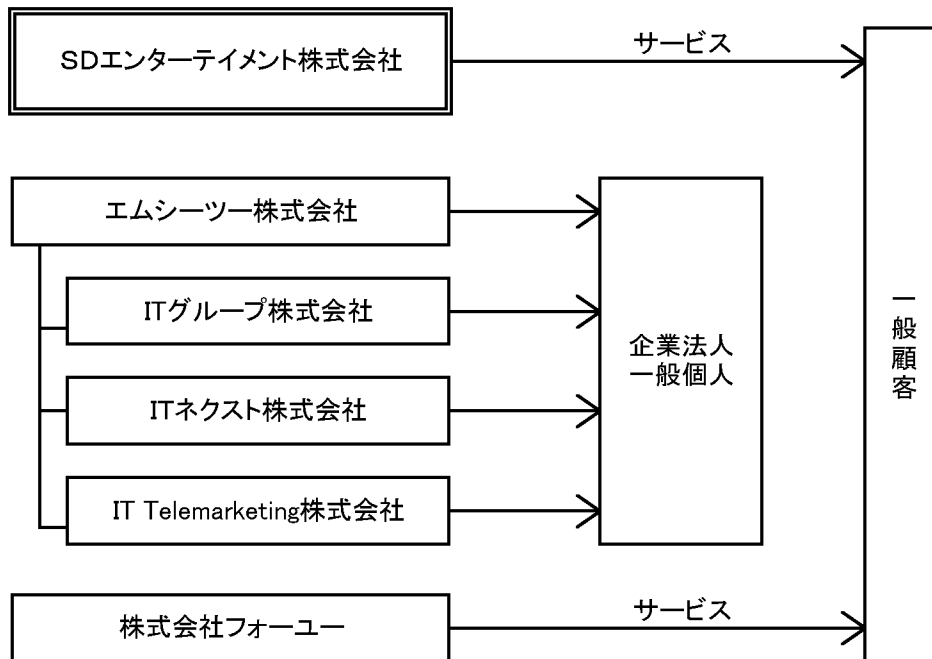 ＳＤエンターテイメント株式会社
サービス
エムシーツー株式会社
ITグループ株式会社
ITネクスト株式会社
IT Telemarketing株式会社
企業法人
一般個人
一般顧客
株式会社フォーユー
サービス